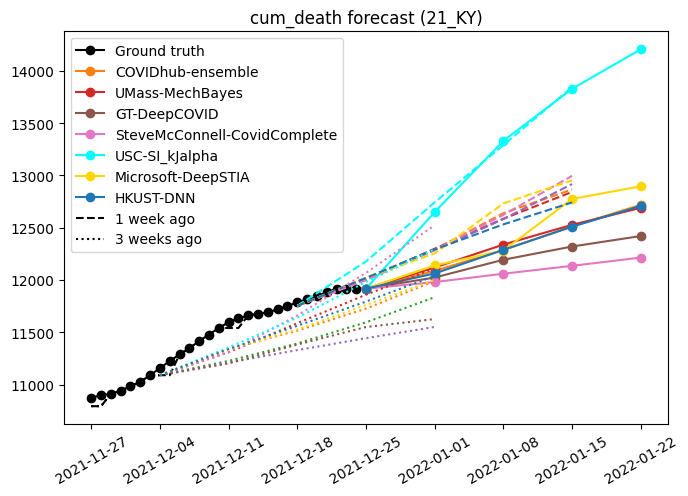 cum_death forecast (21_KY)
Ground truth
COVIDhub-ensemble
UMass-MechBayes
GT-DeepCOVID
SteveMcConnell-CovidComplete
USC-SI_kJalpha
Microsoft-DeepSTIA
HKUST-DNN
1 week ago
3 weeks ago
14000
13500
13000
12500
12000
11500
11000
2021-11-27
2021-12-04
2021-12-11
2021-12-18
2021-12-25
2022-01-01
2022-01-08
2022-01-15
2022-01-22